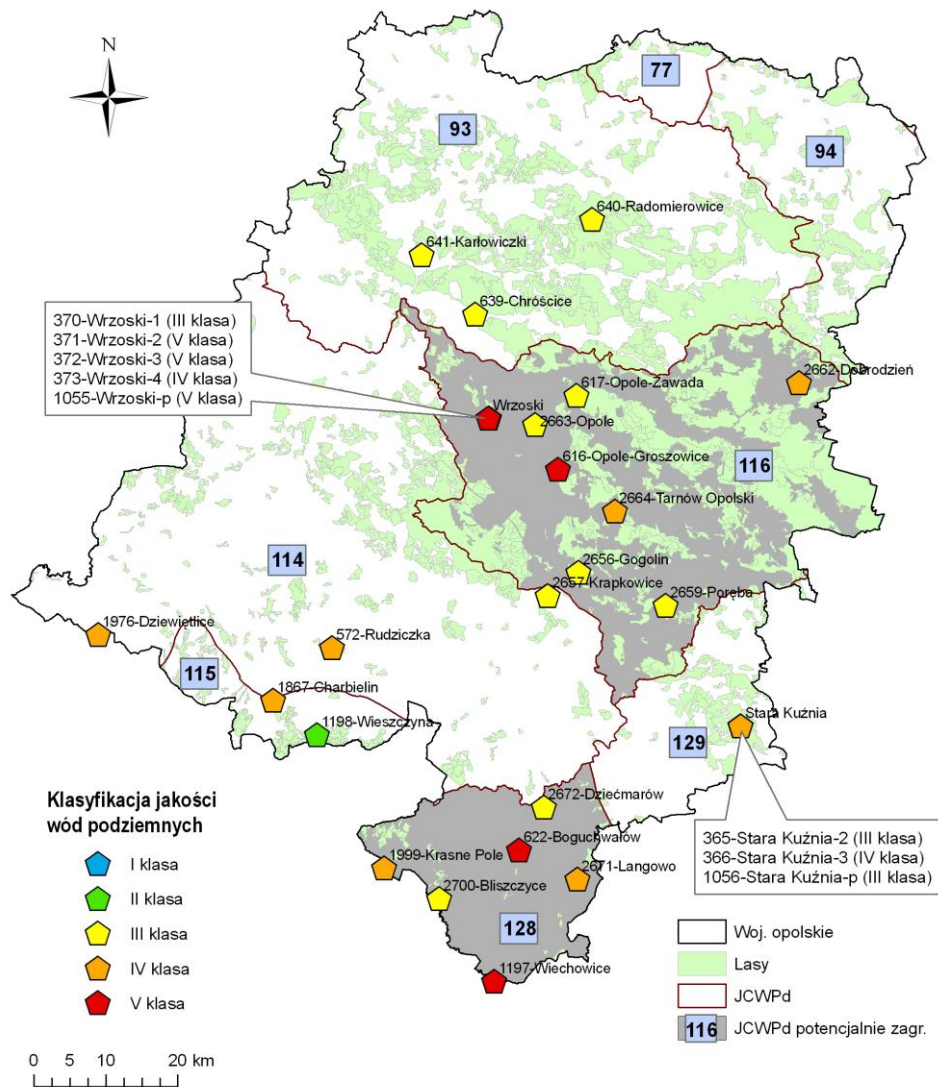 N
77
93
94
640-Radomierowice
641-Karłowiczki
639-Chróścice
370-Wrzoski-1 (III klasa)
371-Wrzoski-2 (V klasa)
372-Wrzoski-3 (V klasa)
373-Wrzoski-4 (IV klasa)
1055-Wrzoski-p (V klasa)
2662-Dobrodzień
617-Opole-Zawada
Wrzoski
2663-Opole
616-Opole-Groszowice
116
2664-Tarnów Opolski
114
2656-Gogolin
2657-Krapkowice
2659-Poręba
1976-Dziewiętlice
572-Rudziczka
115
1867-Charbielin
1198-Wieszczyna
Stara Kuźnia
129
2672-Dziećmarów
622-Boguchwałów
1999-Krasne Pole
2671-Langowo
2700-Bliszczyce
128
1197-Wiechowice
365-Stara Kuźnia-2 (III klasa)
366-Stara Kuźnia-3 (IV klasa)
1056-Stara Kuźnia-p (III klasa)
Klasyfikacja jakości
wód podziemnych
I klasa
II klasa
III klasa
IV klasa
V klasa
Woj. opolskie
Lasy
JCWPd
116 JCWPd potencjalnie zagr.
0 10 20 km